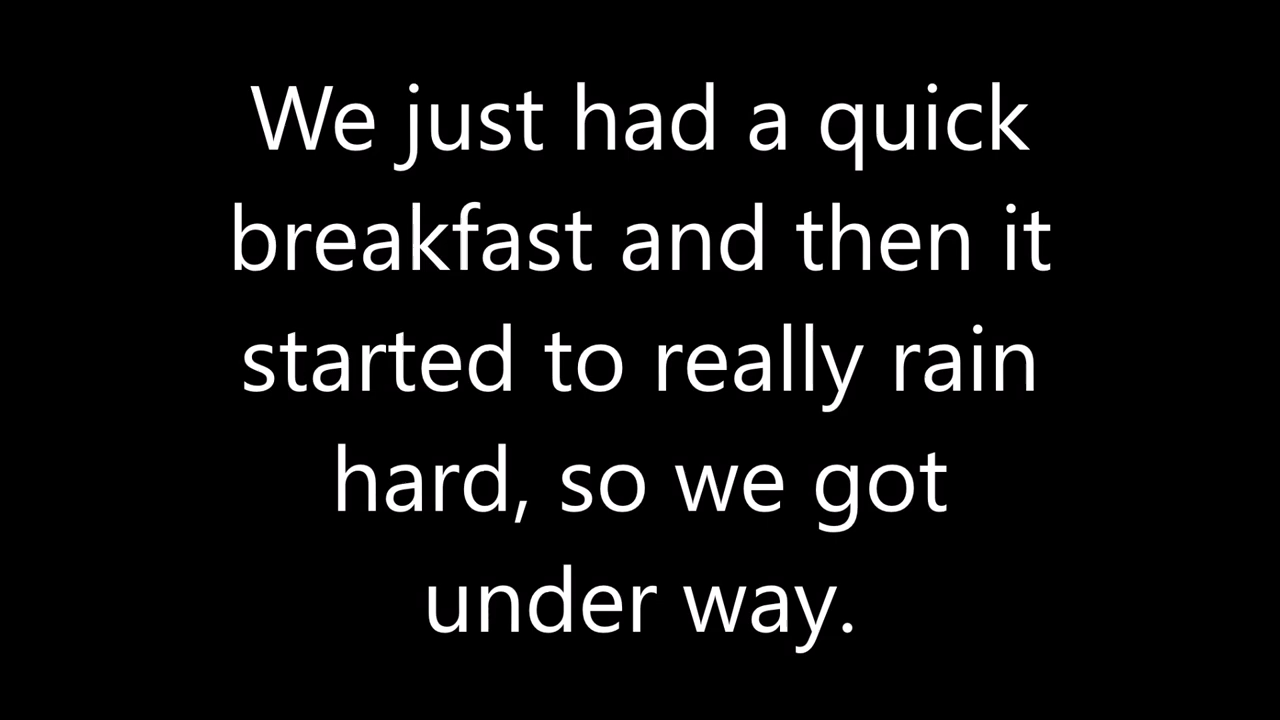 We just had a quick
breakfast and then it
started to really rain
hard, so we got
under way.